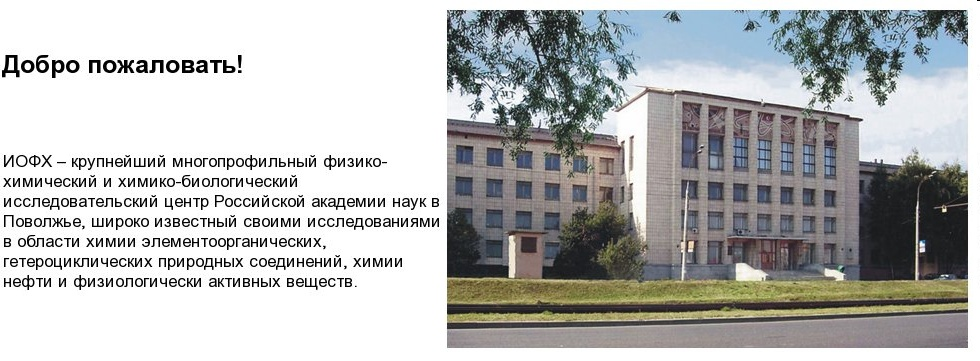 Добро пожаловать!
ИОФХ – крупнейший многопрофильный физико-
химический и химико-биологический
исследовательский центр Российской академии наук в
Поволжье, широко известный своими исследованиями
в области химии элементоорганических,
гетероциклических природных соединений, химии
нефти и физиологически активных веществ.